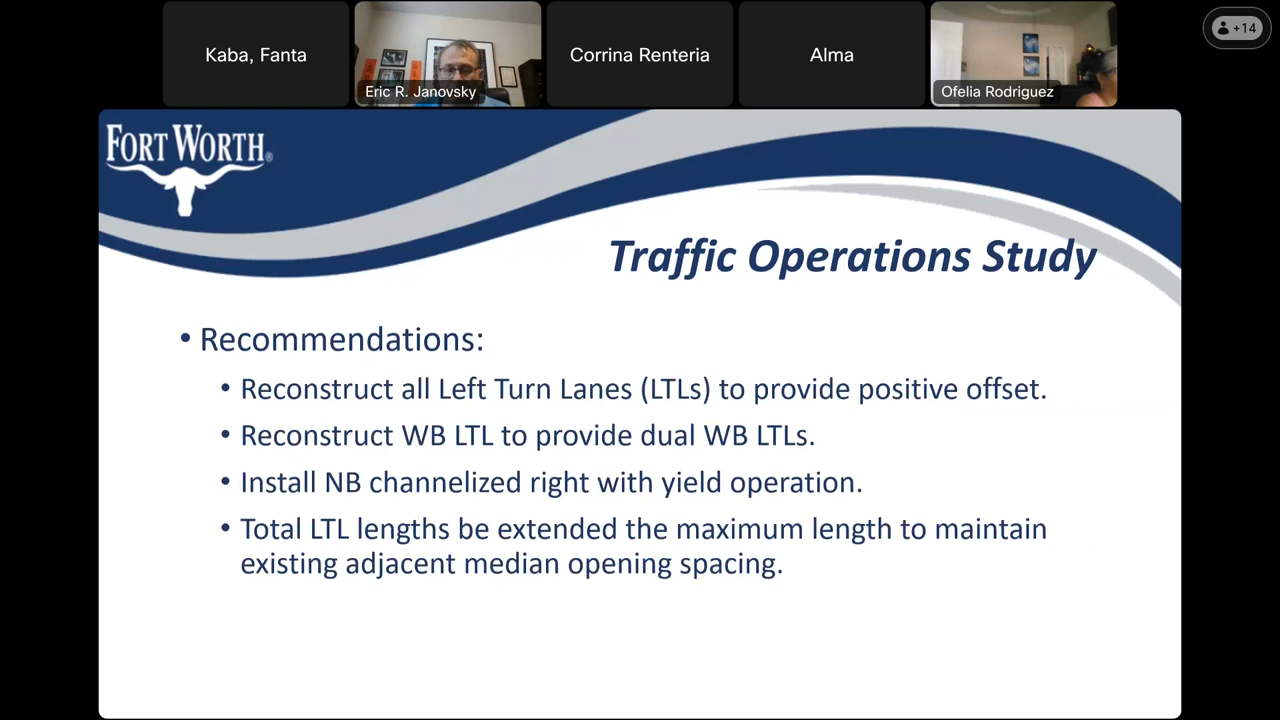 Kaba, Fanta
Eric R. Janovsky
Corrina Renteria
Alma
Ofelia Rodriguez
+14
FORT WORTH®
Traffic Operations Study
• Recommendations:
• Reconstruct all Left Turn Lanes (LTLs) to provide positive offset.
• Reconstruct WB LTL to provide dual WB LTLs.
• Install NB channelized right with yield operation.
• Total LTL lengths be extended the maximum length to maintain
existing adjacent median opening spacing.